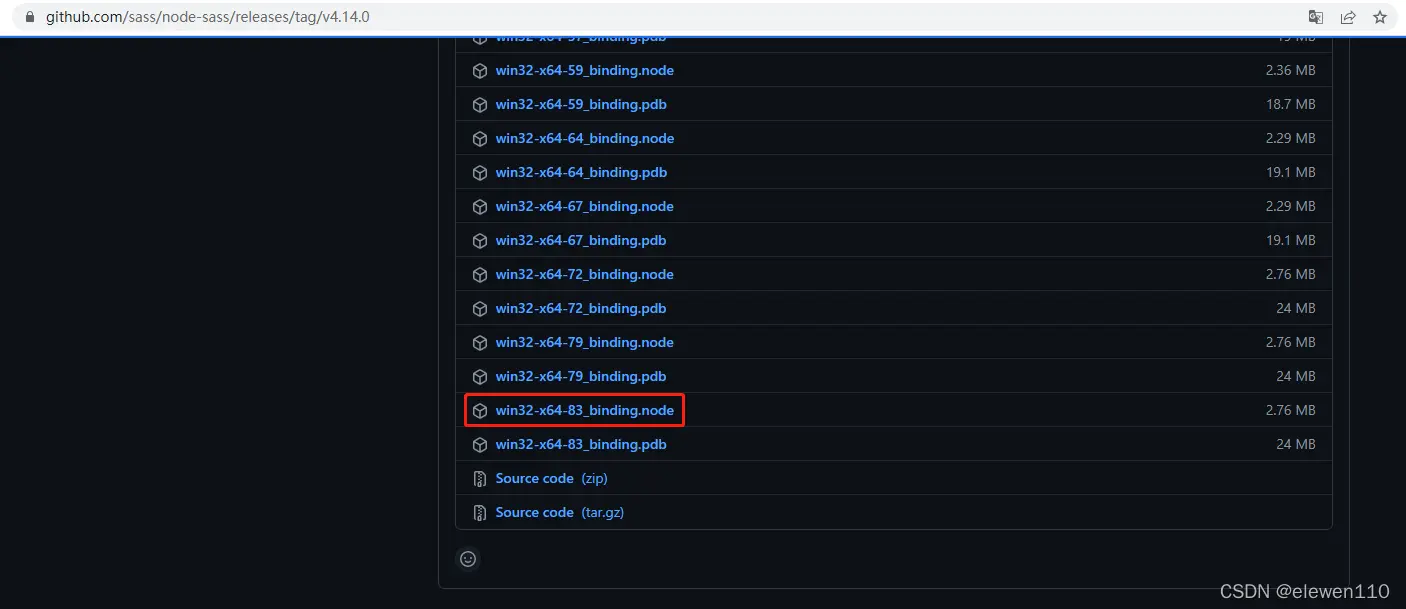 github.com/sass/node-sass/releases/tag/v4.14.0
win32-x64-57_binding.pdb 19 MB
win32-x64-59_binding.node 2.36 MB
win32-x64-59_binding.pdb 18.7 MB
win32-x64-64_binding.node 2.29 MB
win32-x64-64_binding.pdb 19.1 MB
win32-x64-67_binding.node 2.29 MB
win32-x64-67_binding.pdb 19.1 MB
win32-x64-72_binding.node 2.76 MB
win32-x64-72_binding.pdb 24 MB
win32-x64-79_binding.node 2.76 MB
win32-x64-79_binding.pdb 24 MB
win32-x64-83_binding.node 2.76 MB
win32-x64-83_binding.pdb 24 MB
Source code (zip)
Source code (tar.gz)
CSDN @elewen110